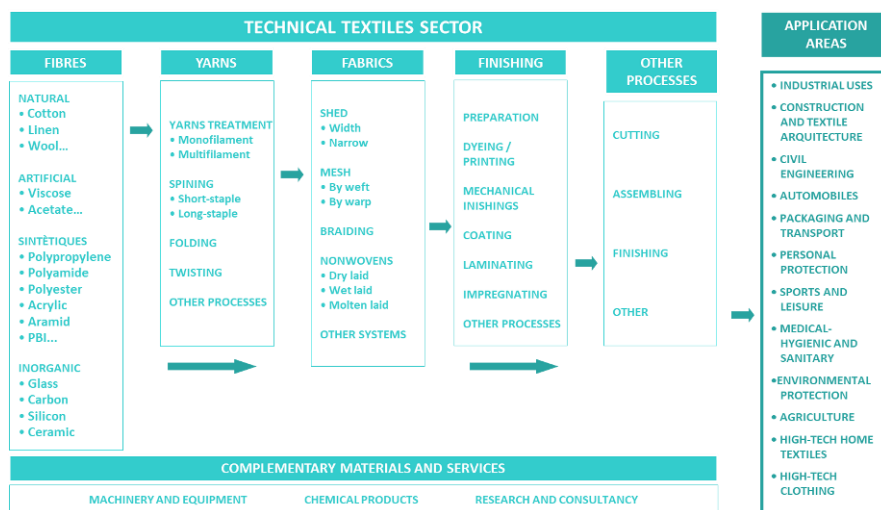 TECHNICAL TEXTILES SECTOR
FIBRES
NATURAL
• Cotton
• Linen
• Wool...
ARTIFICIAL
• Viscose
• Acetate...
SINTÈTIQUES
• Polypropylene
• Polyamide
• Polyester
• Acrylic
• Aramid
• PBI...
INORGANIC
• Glass
• Carbon
• Silicon
• Ceramic
YARNS
YARNS TREATMENT
• Monofilament
• Multifilament
SPINING
• Short-staple
• Long-staple
FOLDING
TWISTING
OTHER PROCESSES
FABRICS
SHED
• Width
• Narrow
MESH
• By weft
• By warp
BRAIDING
NONWOVENS
• Dry laid
• Wet laid
• Molten laid
OTHER SYSTEMS
FINISHING
PREPARATION
DYEING /
PRINTING
MECHANICAL
INISHINGS
COATING
LAMINATING
IMPREGNATING
OTHER PROCESSES
OTHER
PROCESSES
CUTTING
ASSEMBLING
FINISHING
OTHER
APPLICATION
AREAS
• INDUSTRIAL USES
• CONSTRUCTION
AND TEXTILE
ARQUITECTURE
• CIVIL
ENGINEERING
• AUTOMOBILES
• PACKAGING AND
TRANSPORT
• PERSONAL
PROTECTION
• SPORTS AND
LEISURE
• MEDICAL-
HYGIENIC AND
SANITARY
•ENVIRONMENTAL
PROTECTION
• AGRICULTURE
• HIGH-TECH HOME
TEXTILES
• HIGH-TECH
CLOTHING
COMPLEMENTARY MATERIALS AND SERVICES
MACHINERY AND EQUIPMENT
CHEMICAL PRODUCTS
RESEARCH AND CONSULTANCY